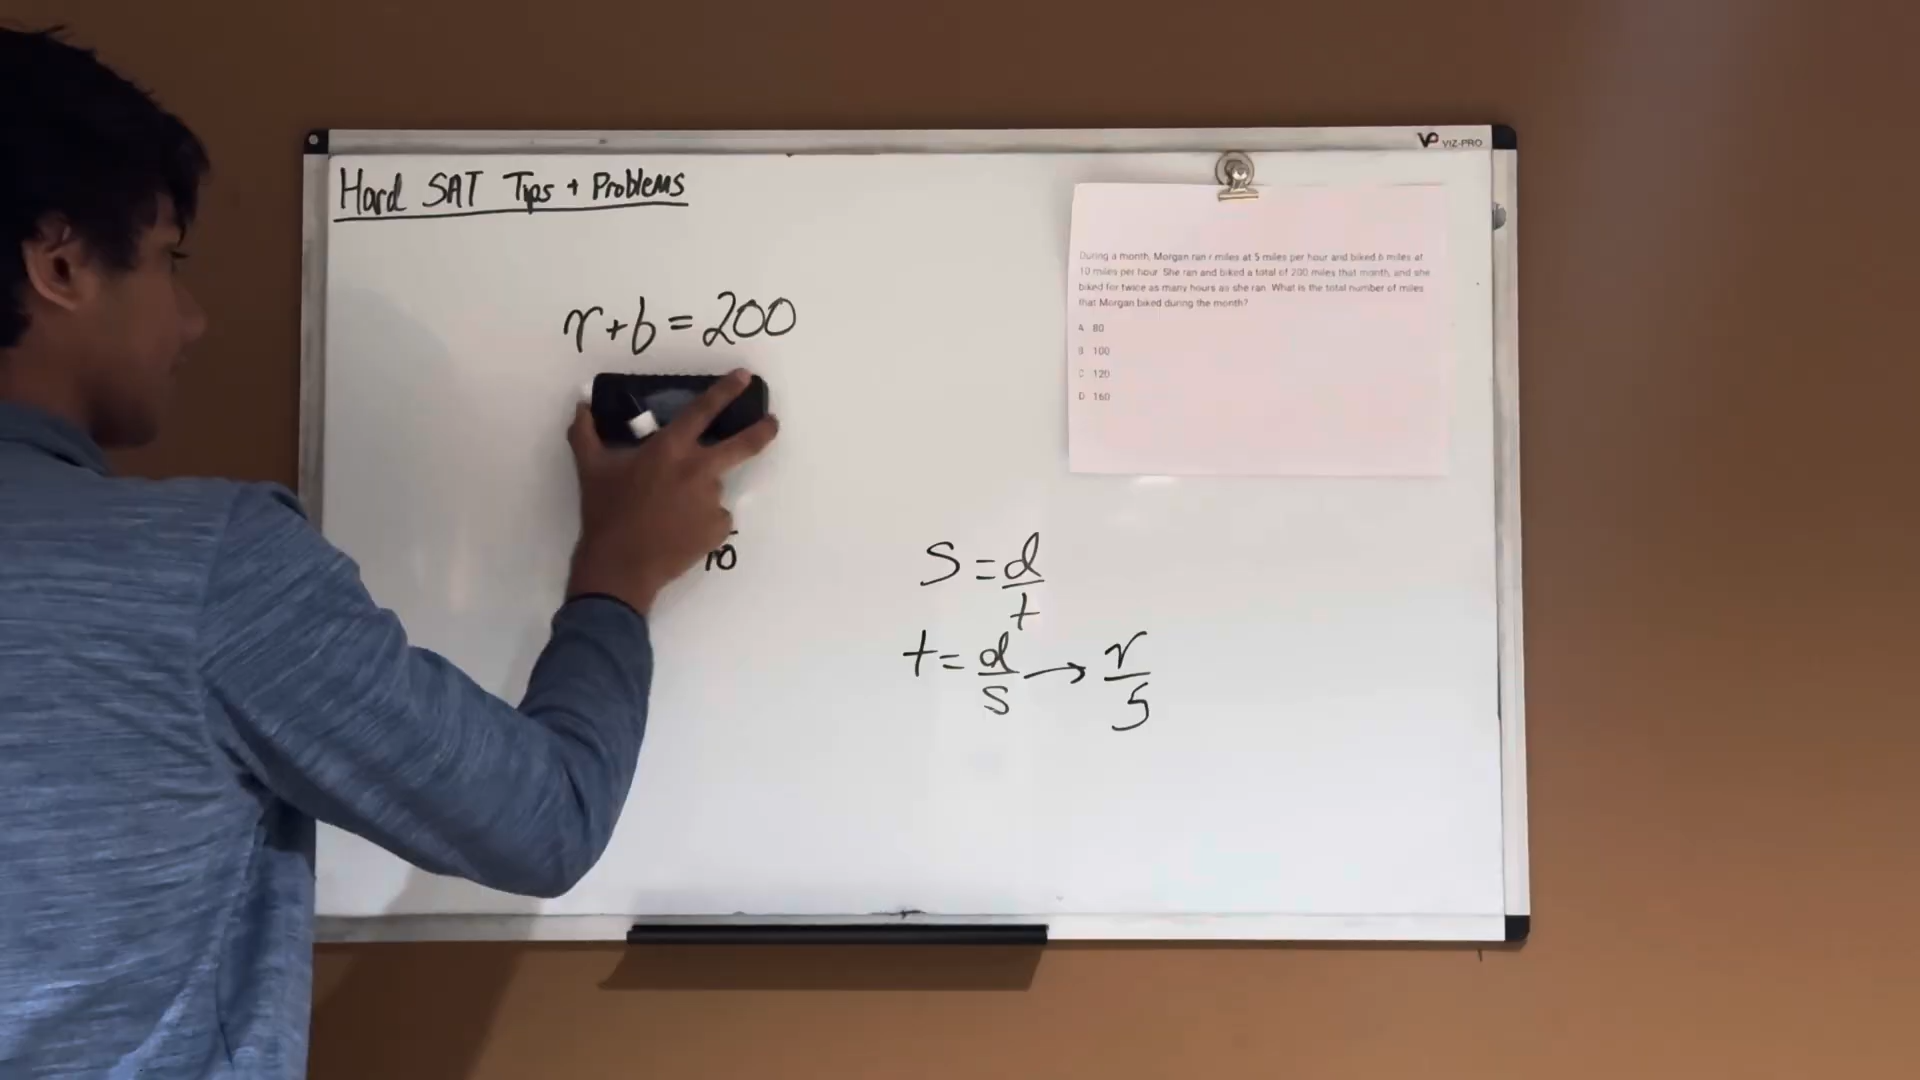 VP VIZ-PRO
Hard SAT Tips + Problems
During a month, Morgan ran r miles at 5 miles per hour and biked b miles at
10 miles per hour. She ran and biked a total of 200 miles that month, and she
biked for twice as many hours as she ran. What is the total number of miles
that Morgan biked during the month?
A 80
B 100
C 120
D 160
r+b=200
10
S=d/t
t=d/s → r/5